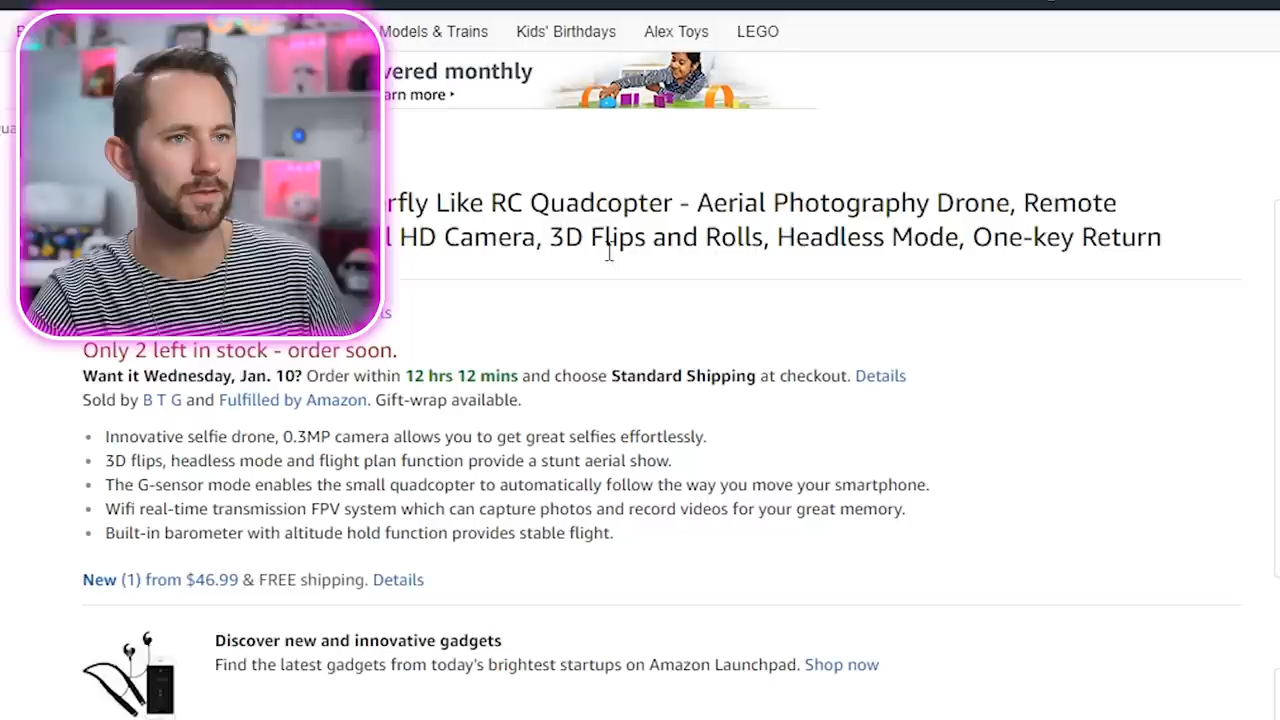 Models & Trains Kids' Birthdays Alex Toys LEGO
monthly
more
Like RC Quadcopter - Aerial Photography Drone, Remote
HD Camera, 3D Flips and Rolls, Headless Mode, One-key Return
Only 2 left in stock - order soon.
Want it Wednesday, Jan. 10? Order within 12 hrs 12 mins and choose Standard Shipping at checkout. Details
Sold by B T G and Fulfilled by Amazon. Gift-wrap available.
• Innovative selfie drone, 0.3MP camera allows you to get great selfies effortlessly.
• 3D flips, headless mode and flight plan function provide a stunt aerial show.
• The G-sensor mode enables the small quadcopter to automatically follow the way you move your smartphone.
• Wifi real-time transmission FPV system which can capture photos and record videos for your great memory.
• Built-in barometer with altitude hold function provides stable flight.
New (1) from $46.99 & FREE shipping. Details
Discover new and innovative gadgets
Find the latest gadgets from today's brightest startups on Amazon Launchpad. Shop now